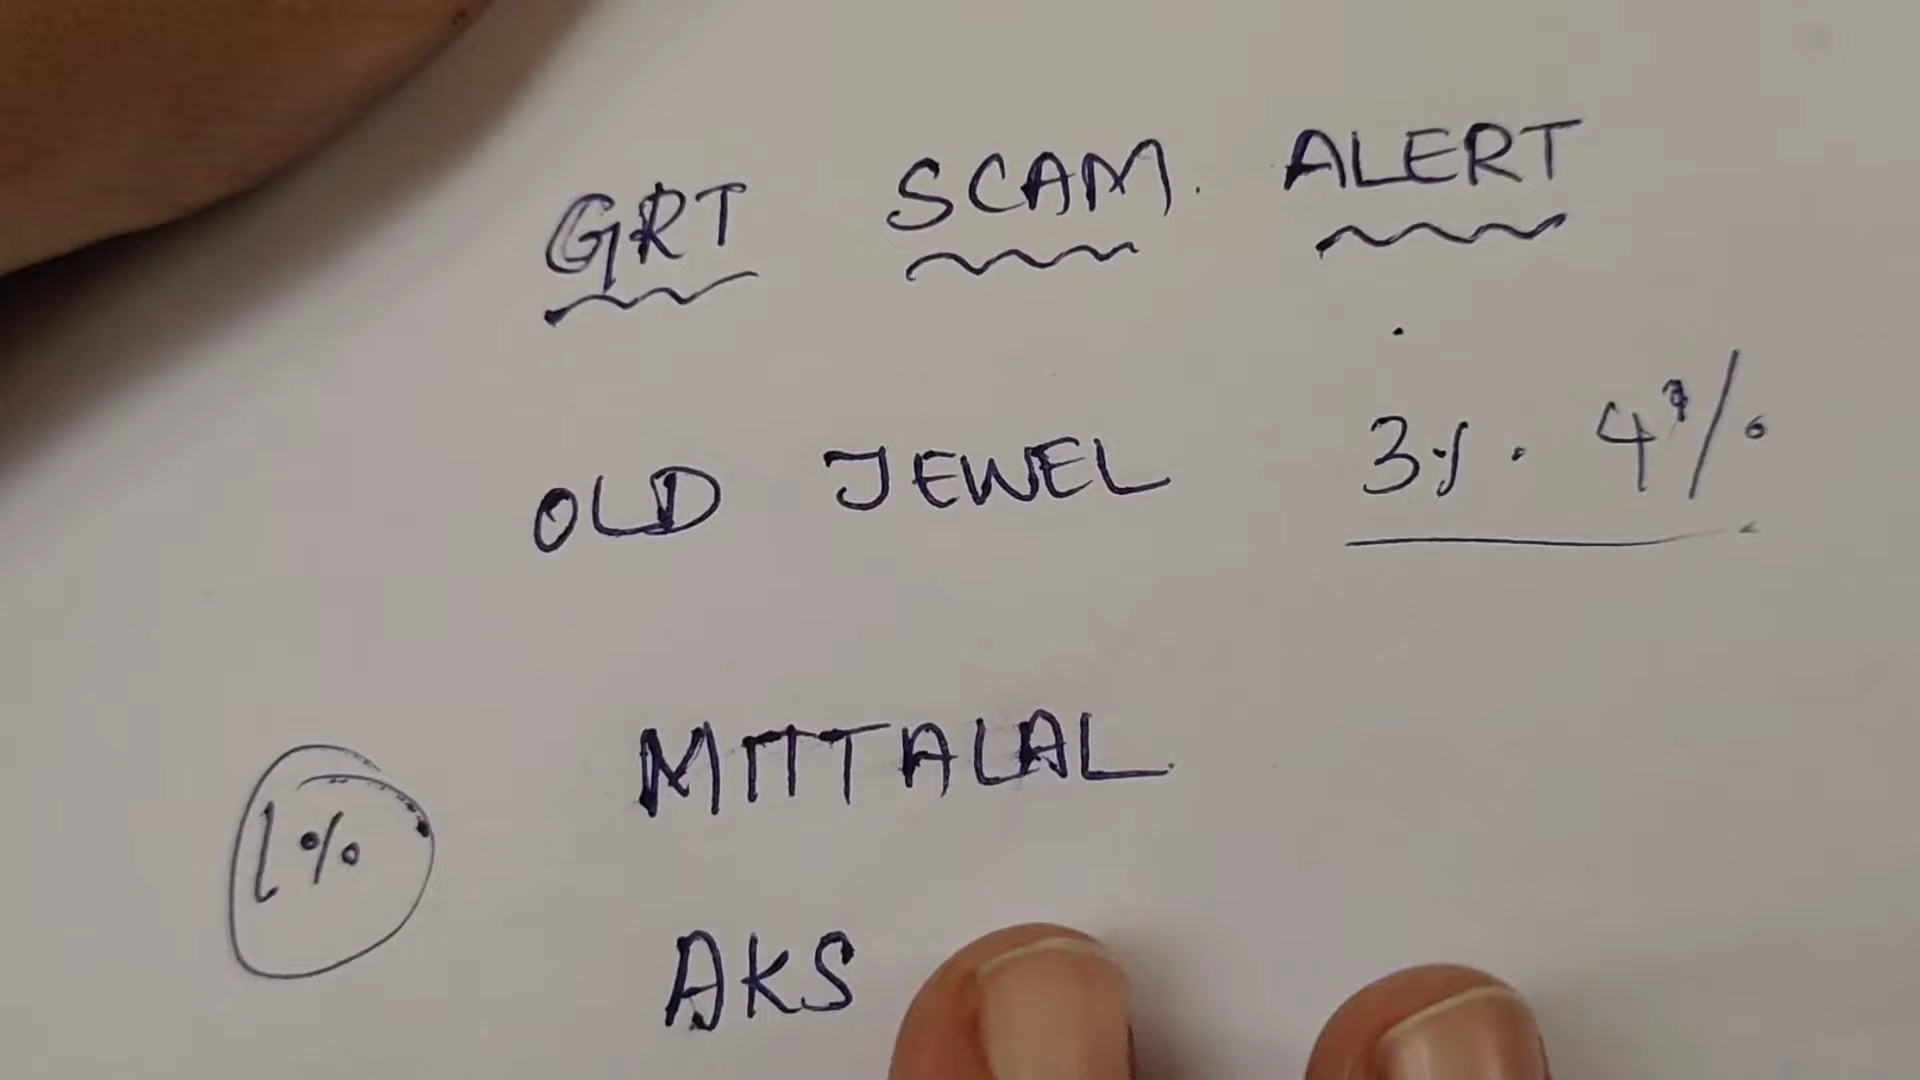 GRT SCAM. ALERT
OLD JEWEL 3% . 4%
MITTALAL
1%
AKS